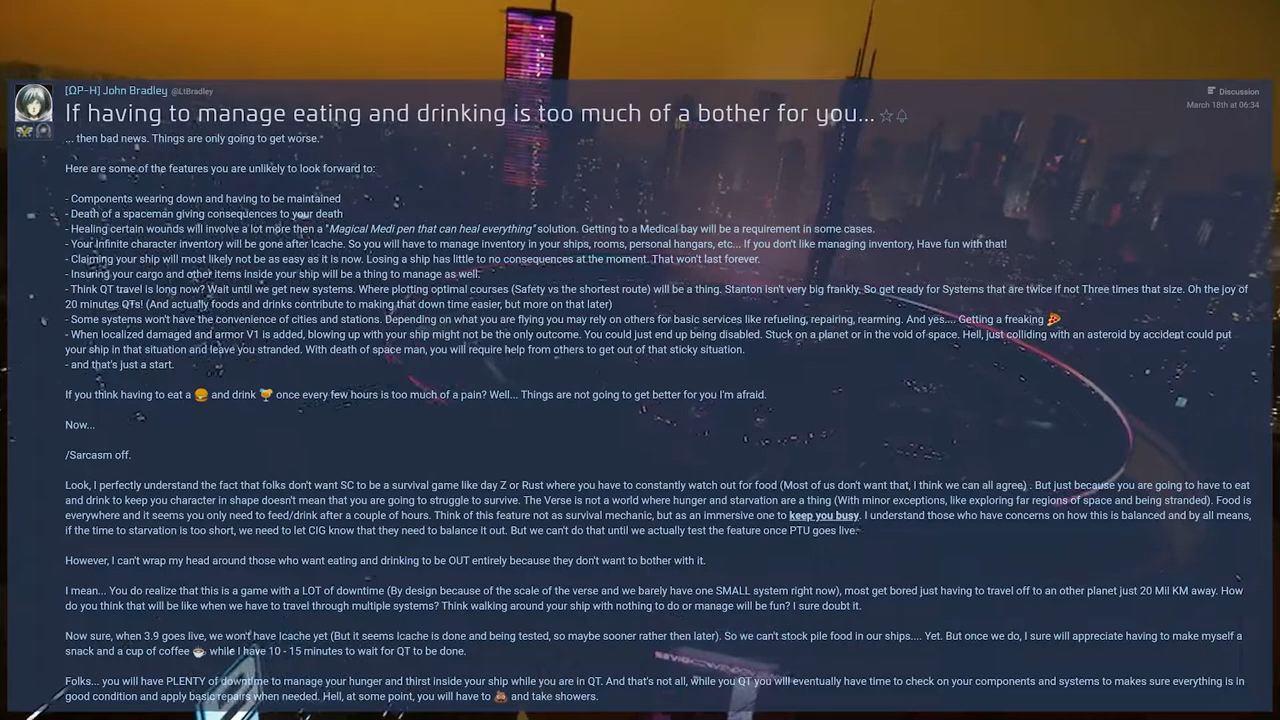 [ΩP-H] John Bradley @LtBradley
Discussion
If having to manage eating and drinking is too much of a bother for you...
March 18th at 06:34
... then bad news. Things are only going to get worse.
Here are some of the features you are unlikely to look forward to:
- Components wearing down and having to be maintained
- Death of a spaceman giving consequences to your death
- Healing certain wounds will involve a lot more then a "Magical Medi pen that can heal everything" solution. Getting to a Medical bay will be a requirement in some cases.
- Your infinite character inventory will be gone after Icache. So you will have to manage inventory in your ships, rooms, personal hangars, etc... If you don't like managing inventory, Have fun with that!
- Claiming your ship will most likely not be as easy as it is now. Losing a ship has little to no consequences at the moment. That won't last forever.
- Insuring your cargo and other items inside your ship will be a thing to manage as well.
- Think QT travel is long now? Wait until we get new systems. Where plotting optimal courses (Safety vs the shortest route) will be a thing. Stanton isn't very big frankly. So get ready for Systems that are twice if not Three times that size. Oh the joy of
20 minutes QTs! (And actually foods and drinks contribute to making that down time easier, but more on that later)
- Some systems won't have the convenience of cities and stations. Depending on what you are flying you may rely on others for basic services like refueling, repairing, rearming. And yes.... Getting a freaking 🍕
- When localized damaged and armor V1 is added, blowing up with your ship might not be the only outcome. You could just end up being disabled. Stuck on a planet or in the void of space. Hell, just colliding with an asteroid by accident could put
your ship in that situation and leave you stranded. With death of space man, you will require help from others to get out of that sticky situation.
- and that's just a start.
If you think having to eat a 🍔 and drink 🍹 once every few hours is too much of a pain? Well... Things are not going to get better for you I'm afraid.
Now...
/Sarcasm off.
Look, I perfectly understand the fact that folks don't want SC to be a survival game like day Z or Rust where you have to constantly watch out for food (Most of us don't want that, I think we can all agree) . But just because you are going to have to eat
and drink to keep you character in shape doesn't mean that you are going to struggle to survive. The Verse is not a world where hunger and starvation are a thing (With minor exceptions, like exploring far regions of space and being stranded). Food is
everywhere and it seems you only need to feed/drink after a couple of hours. Think of this feature not as survival mechanic, but as an immersive one to keep you busy. I understand those who have concerns on how this is balanced and by all means,
if the time to starvation is too short, we need to let CIG know that they need to balance it out. But we can't do that until we actually test the feature once PTU goes live.
However, I can't wrap my head around those who want eating and drinking to be OUT entirely because they don't want to bother with it.
I mean... You do realize that this is a game with a LOT of downtime (By design because of the scale of the verse and we barely have one SMALL system right now), most get bored just having to travel off to an other planet just 20 Mil KM away. How
do you think that will be like when we have to travel through multiple systems? Think walking around your ship with nothing to do or manage will be fun? I sure doubt it.
Now sure, when 3.9 goes live, we won't have Icache yet (But it seems Icache is done and being tested, so maybe sooner rather then later). So we can't stock pile food in our ships.... Yet. But once we do, I sure will appreciate having to make myself a
snack and a cup of coffee ☕ while I have 10 - 15 minutes to wait for QT to be done.
Folks... you will have PLENTY of downtime to manage your hunger and thirst inside your ship while you are in QT. And that's not all, while you QT you will eventually have time to check on your components and systems to makes sure everything is in
good condition and apply basic repairs when needed. Hell, at some point, you will have to 💩 and take showers.